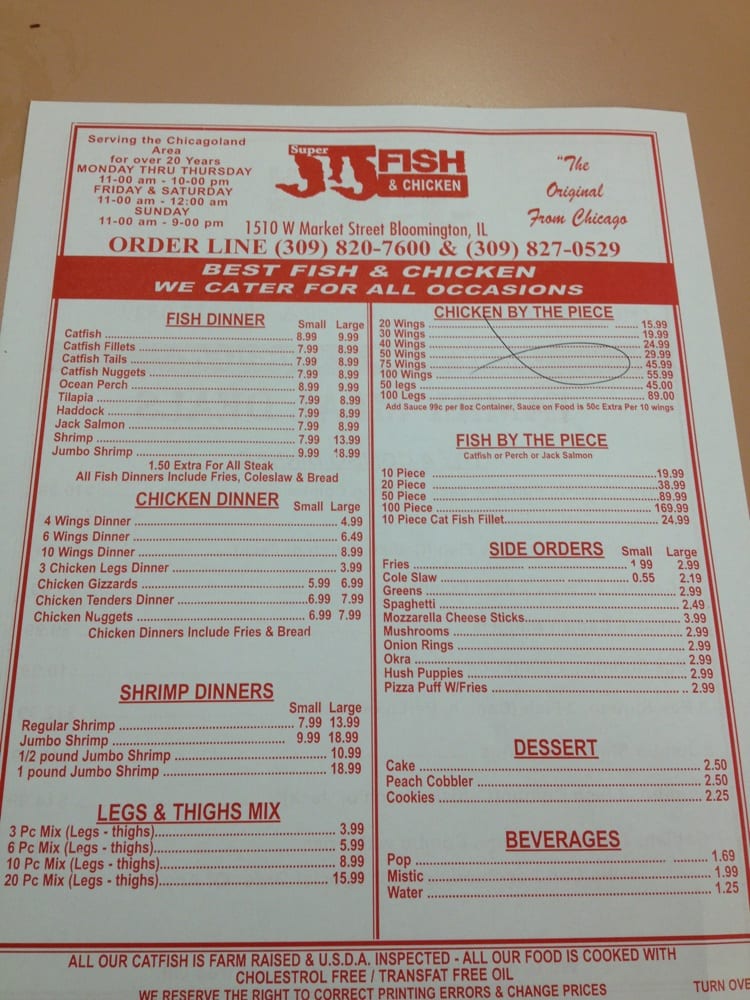 Serving the Chicagoland
Area
for over 20 Years
MONDAY THRU THURSDAY
11-00 am - 10-00 pm
FRIDAY & SATURDAY
11-00 am - 12;00 am
SUNDAY
11-00 am - 9-00 pm
Super
JJ FISH
& CHICKEN
"The
Original
From Chicago
1510 W Market Street Bloomington, IL
ORDER LINE (309) 820-7600 & (309) 827-0529
BEST FISH & CHICKEN
WE CATER FOR ALL OCCASIONS
FISH DINNER
Small Large
Catfish 8.99 9.99
Catfish Fillets 7.99 8.99
Catfish Tails 7.99 8.99
Catfish Nuggets 7.99 8.99
Ocean Perch 8.99 9.99
Tilapia 7.99 8.99
Haddock 7.99 8.99
Jack Salmon 7.99 8.99
Shrimp 7.99 13.99
Jumbo Shrimp 9.99 18.99
1.50 Extra For All Steak
All Fish Dinners Include Fries, Coleslaw & Bread
CHICKEN DINNER
Small Large
4 Wings Dinner 4.99
6 Wings Dinner 6.49
10 Wings Dinner 8.99
3 Chicken Legs Dinner 3.99
Chicken Gizzards 5.99 6.99
Chicken Tenders Dinner 6.99 7.99
Chicken Nuggets 6.99 7.99
Chicken Dinners Include Fries & Bread
SHRIMP DINNERS
Small Large
Regular Shrimp 7.99 13.99
Jumbo Shrimp 9.99 18.99
1/2 pound Jumbo Shrimp 10.99
1 pound Jumbo Shrimp 18.99
LEGS & THIGHS MIX
3 Pc Mix (Legs - thighs) 3.99
6 Pc Mix (Legs - thighs) 5.99
10 Pc Mix (Legs - thighs) 8.99
20 Pc Mix (Legs - thighs) 15.99
CHICKEN BY THE PIECE
20 Wings 15.99
30 Wings 19.99
40 Wings 24.99
50 Wings 29.99
75 Wings 45.99
100 Wings 55.99
50 legs 45.00
100 Legs 89.00
Add Sauce 99c per 8oz Container, Sauce on Food is 50c Extra Per 10 wings
FISH BY THE PIECE
Catfish or Perch or Jack Salmon
10 Piece 19.99
20 Piece 38.99
50 Piece 89.99
100 Piece 169.99
10 Piece Cat Fish Fillet 24.99
SIDE ORDERS
Small Large
Fries 1 99 2.99
Cole Slaw 0.55 2.19
Greens 2.99
Spaghetti 2.49
Mozzarella Cheese Sticks 3.99
Mushrooms 2.99
Onion Rings 2.99
Okra 2.99
Hush Puppies 2.99
Pizza Puff W/Fries 2.99
DESSERT
Cake 2.50
Peach Cobbler 2.50
Cookies 2.25
BEVERAGES
Pop 1.69
Mistic 1.99
Water 1.25
ALL OUR CATFISH IS FARM RAISED & U.S.D.A. INSPECTED - ALL OUR FOOD IS COOKED WITH
CHOLESTROL FREE / TRANSFAT FREE OIL
WE RESERVE THE RIGHT TO CORRECT PRINTING ERRORS & CHANGE PRICES
TURN OVE